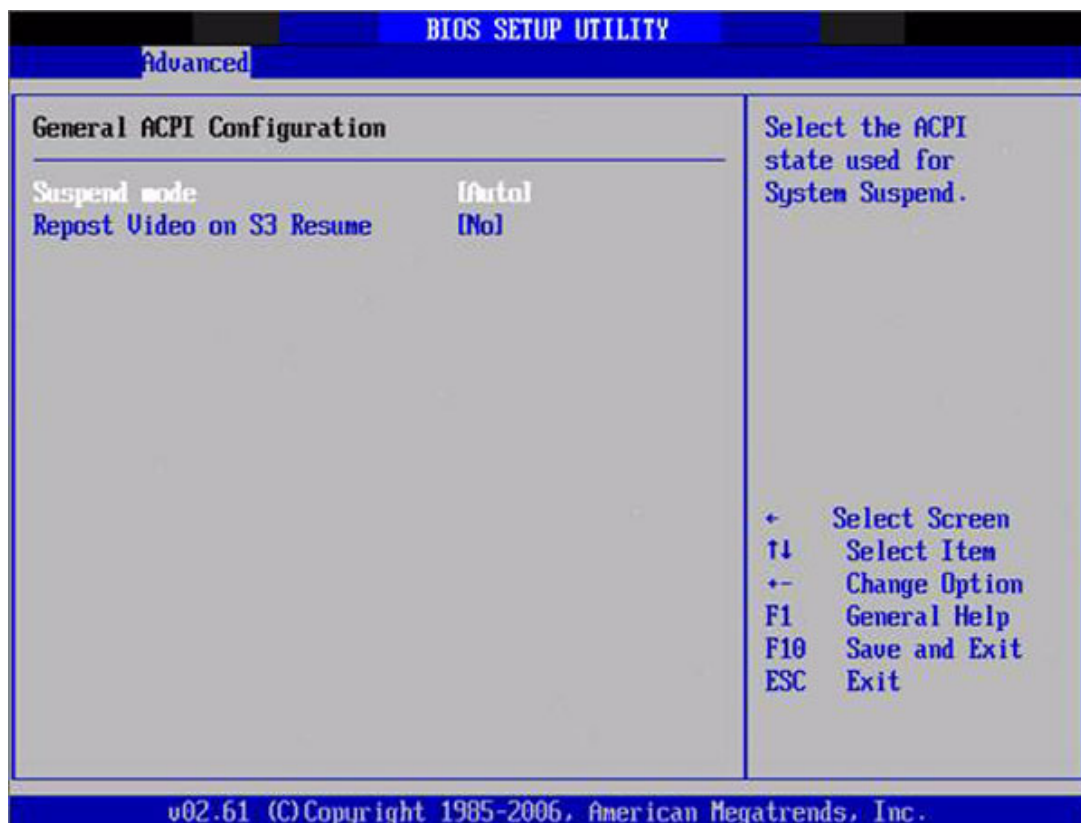 BIOS SETUP UTILITY
Advanced
General ACPI Configuration
Suspend mode [Auto]
Repost Video on S3 Resume [No]
Select the ACPI
state used for
System Suspend.
← Select Screen
↑↓ Select Item
+- Change Option
F1 General Help
F10 Save and Exit
ESC Exit
v02.61 (C)Copyright 1985-2006, American Megatrends, Inc.